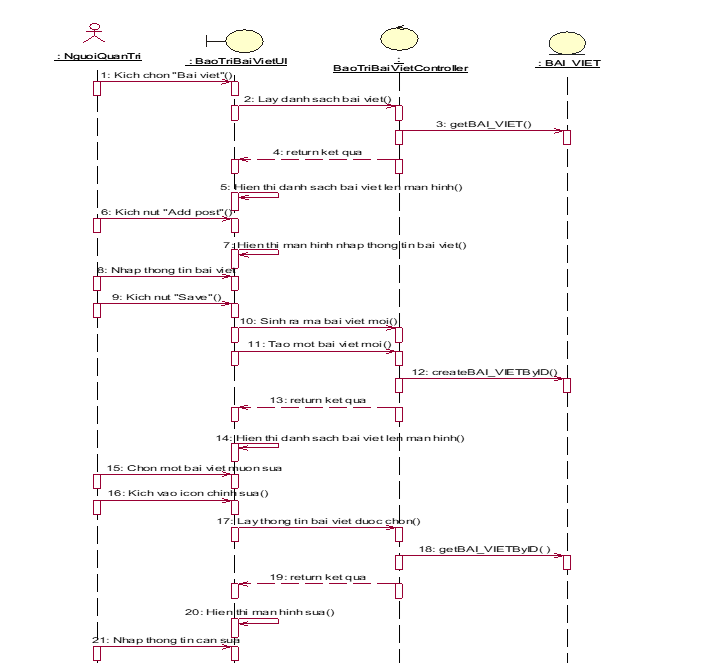 : NguoiQuanTri
: BaoTriBaiVietUI
:
BaoTriBaiVietController
: BAI_VIET
1: Kich chon "Bai viet"()
2: Lay danh sach bai viet()
3: getBAI_VIET()
4: return ket qua
5: Hien thi danh sach bai viet len man hinh()
6: Kich nut "Add post"()
7: Hien thi man hinh nhap thong tin bai viet()
8: Nhap thong tin bai viet
9: Kich nut "Save"()
10: Sinh ra ma bai viet moi()
11: Tao mot bai viet moi()
12: createBAI_VIETByID()
13: return ket qua
14: Hien thi danh sach bai viet len man hinh()
15: Chon mot bai viet muon sua
16: Kich vao icon chinh sua()
17: Lay thong tin bai viet duoc chon()
18: getBAI_VIETByID( )
19: return ket qua
20: Hien thi man hinh sua()
21: Nhap thong tin can sua